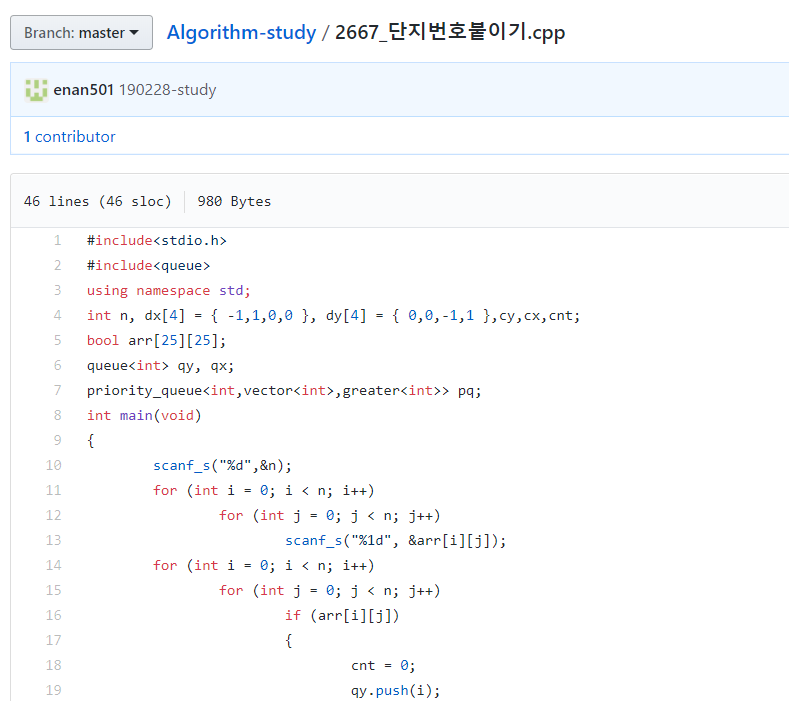 Branch: master
Algorithm-study / 2667_단지번호붙이기.cpp
enan501 190228-study
1 contributor
46 lines (46 sloc) 980 Bytes
1 #include<stdio.h>
2 #include<queue>
3 using namespace std;
4 int n, dx[4] = { -1,1,0,0 }, dy[4] = { 0,0,-1,1 },cy,cx,cnt;
5 bool arr[25][25];
6 queue<int> qy, qx;
7 priority_queue<int,vector<int>,greater<int>> pq;
8 int main(void)
9 {
10 scanf_s("%d",&n);
11 for (int i = 0; i < n; i++)
12 for (int j = 0; j < n; j++)
13 scanf_s("%1d", &arr[i][j]);
14 for (int i = 0; i < n; i++)
15 for (int j = 0; j < n; j++)
16 if (arr[i][j])
17 {
18 cnt = 0;
19 qy.push(i);